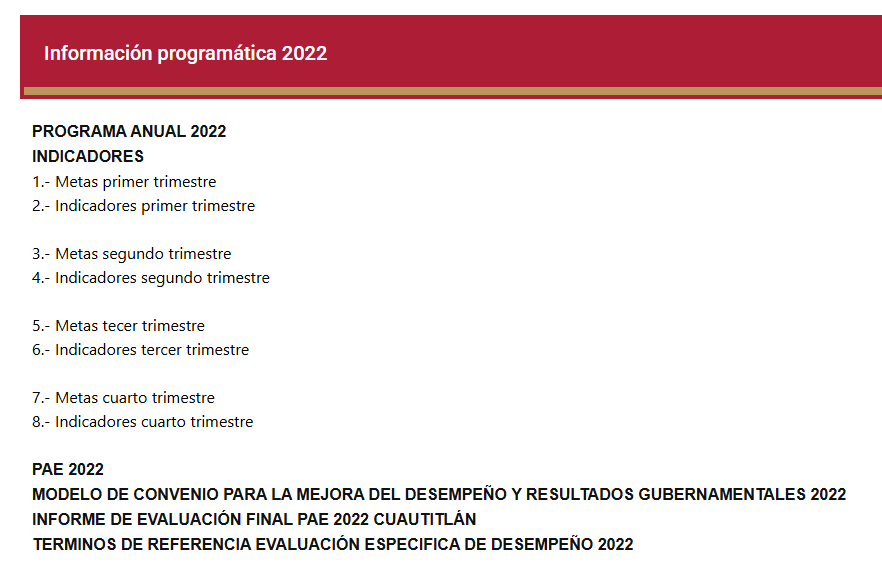 Información programática 2022
PROGRAMA ANUAL 2022
INDICADORES
1.- Metas primer trimestre
2.- Indicadores primer trimestre
3.- Metas segundo trimestre
4.- Indicadores segundo trimestre
5.- Metas tecer trimestre
6.- Indicadores tercer trimestre
7.- Metas cuarto trimestre
8.- Indicadores cuarto trimestre
PAE 2022
MODELO DE CONVENIO PARA LA MEJORA DEL DESEMPEÑO Y RESULTADOS GUBERNAMENTALES 2022
INFORME DE EVALUACIÓN FINAL PAE 2022 CUAUTITLÁN
TERMINOS DE REFERENCIA EVALUACIÓN ESPECIFICA DE DESEMPEÑO 2022